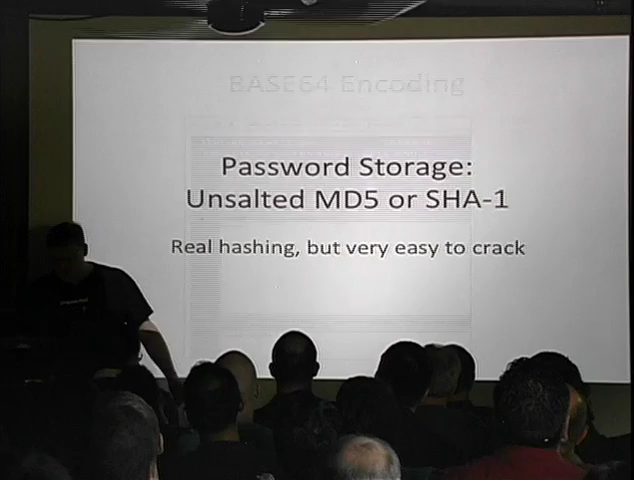 BASE64 Encoding
Password Storage:
Unsalted MD5 or SHA-1
Real hashing, but very easy to crack